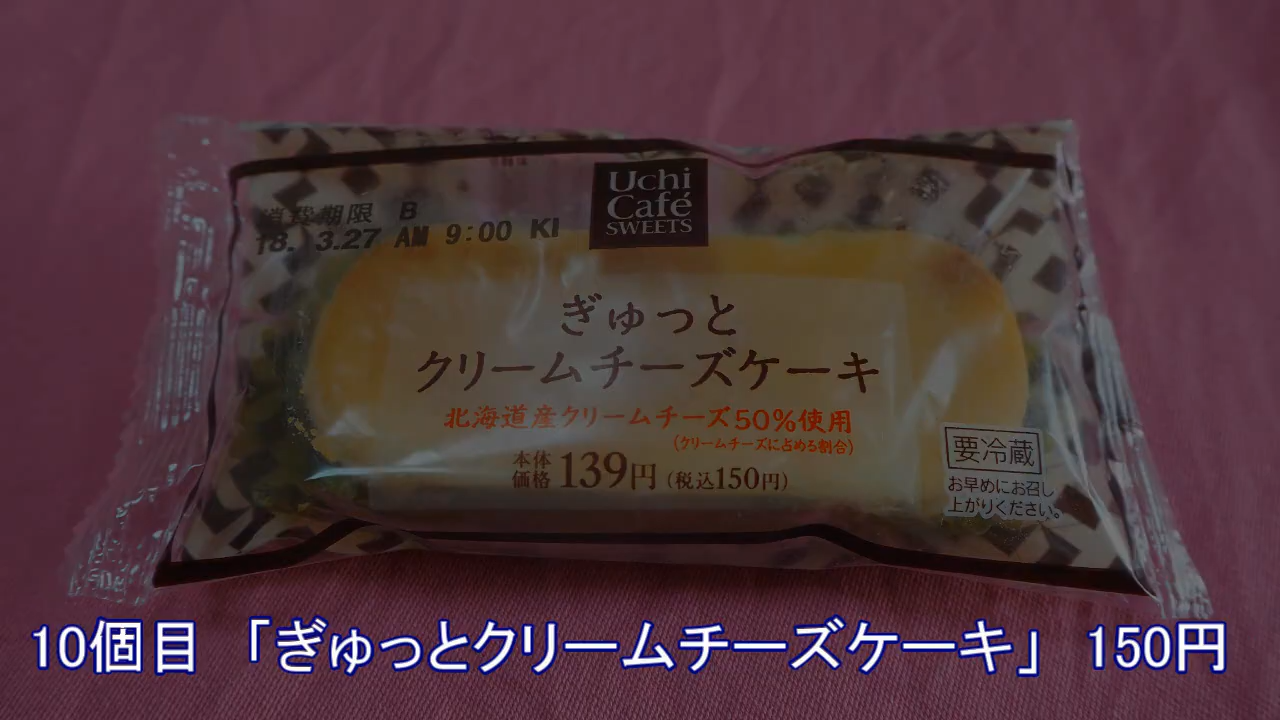 Uchi
Café
SWEETS
消費期限 B
18. 3.27 AM 9:00 KI
ぎゅっと
クリームチーズケーキ
北海道産クリームチーズ50%使用
(クリームチーズに占める割合)
本体
価格 139円 (税込150円)
要冷蔵
お早めにお召し
上がりください。
10個目 「ぎゅっとクリームチーズケーキ」 150円